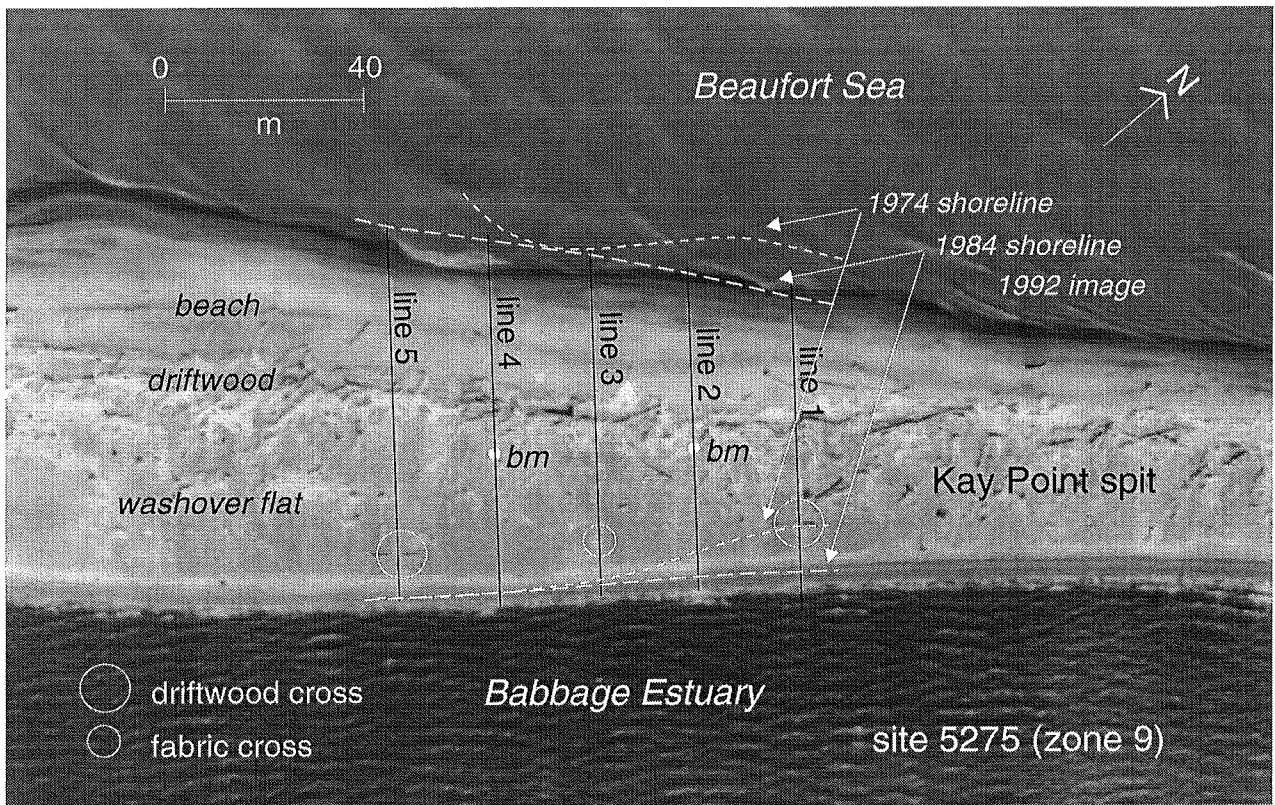 0 40
m
Beaufort Sea
N
1974 shoreline
1984 shoreline
1992 image
beach
driftwood
washover flat
line 5
line 4
line 3
line 2
line 1
bm
bm
Kay Point spit
driftwood cross
fabric cross
Babbage Estuary
site 5275 (zone 9)